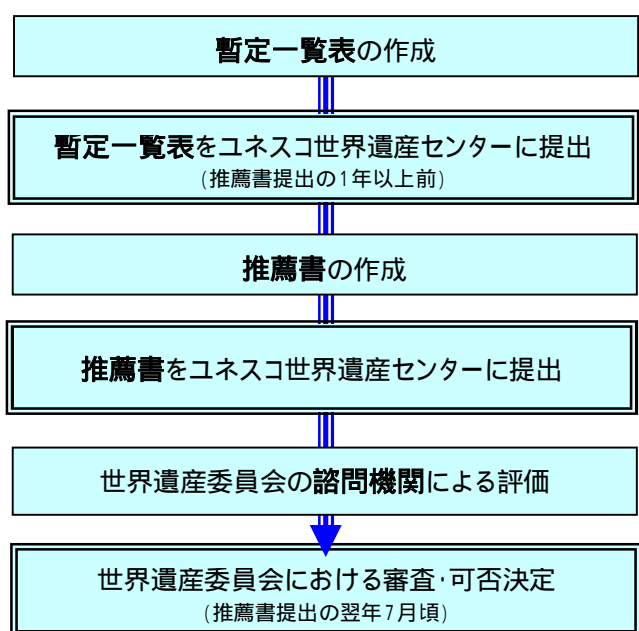 暫定一覧表の作成
暫定一覧表をユネスコ世界遺産センターに提出
(推薦書提出の1年以上前)
推薦書の作成
推薦書をユネスコ世界遺産センターに提出
世界遺産委員会の諮問機関による評価
世界遺産委員会における審査・可否決定
(推薦書提出の翌年7月頃)